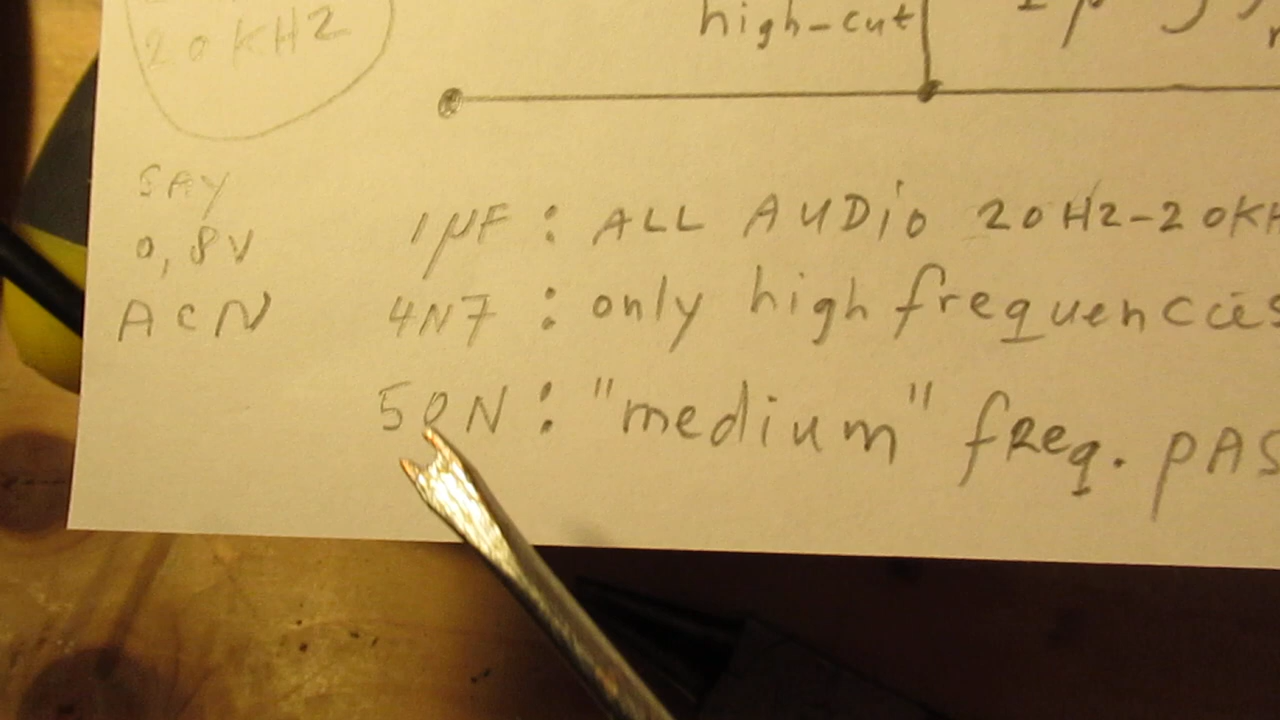 20KHZ
high-cut
SAY
0,8V
ACN
1µF : ALL AUDiO 20HZ-20KH
4N7 : only high frequencies
50N : "medium" fReq. pAS